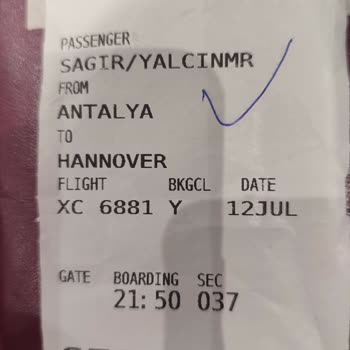 PASSENGER
SAGIR/YALCINMR
FROM
ANTALYA
TO
HANNOVER
FLIGHT BKGCL DATE
XC 6881 Y 12JUL
GATE BOARDING SEC
21:50 037